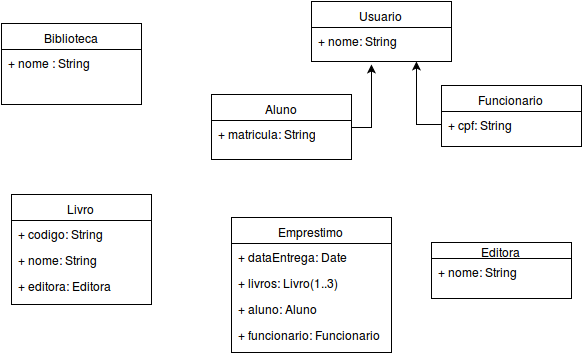 Biblioteca
+ nome : String
Usuario
+ nome: String
Aluno
+ matricula: String
Funcionario
+ cpf: String
Livro
+ codigo: String
+ nome: String
+ editora: Editora
Emprestimo
+ dataEntrega: Date
+ livros: Livro(1..3)
+ aluno: Aluno
+ funcionario: Funcionario
Editora
+ nome: String